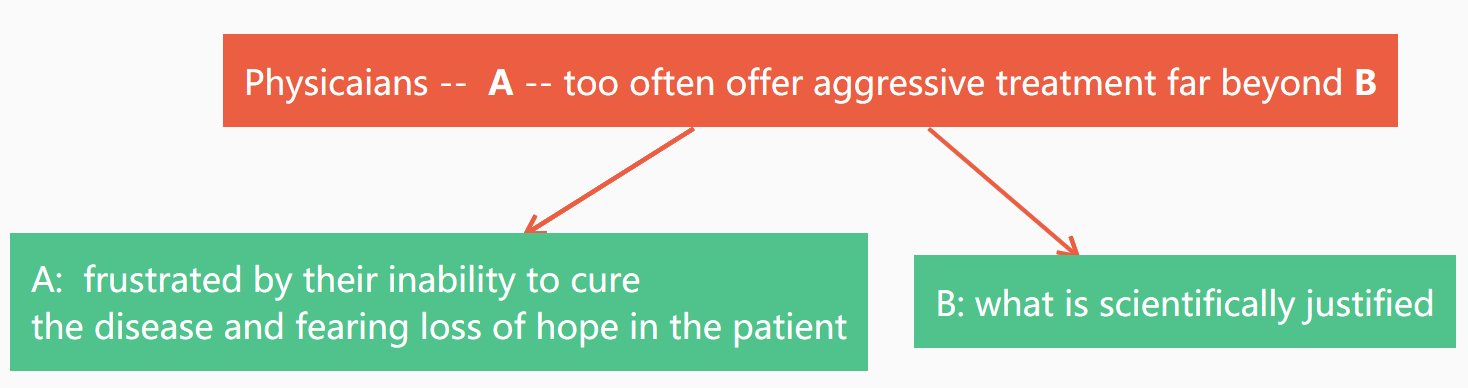 Physicaians -- A -- too often offer aggressive treatment far beyond B
A: frustrated by their inability to cure
the disease and fearing loss of hope in the patient
B: what is scientifically justified